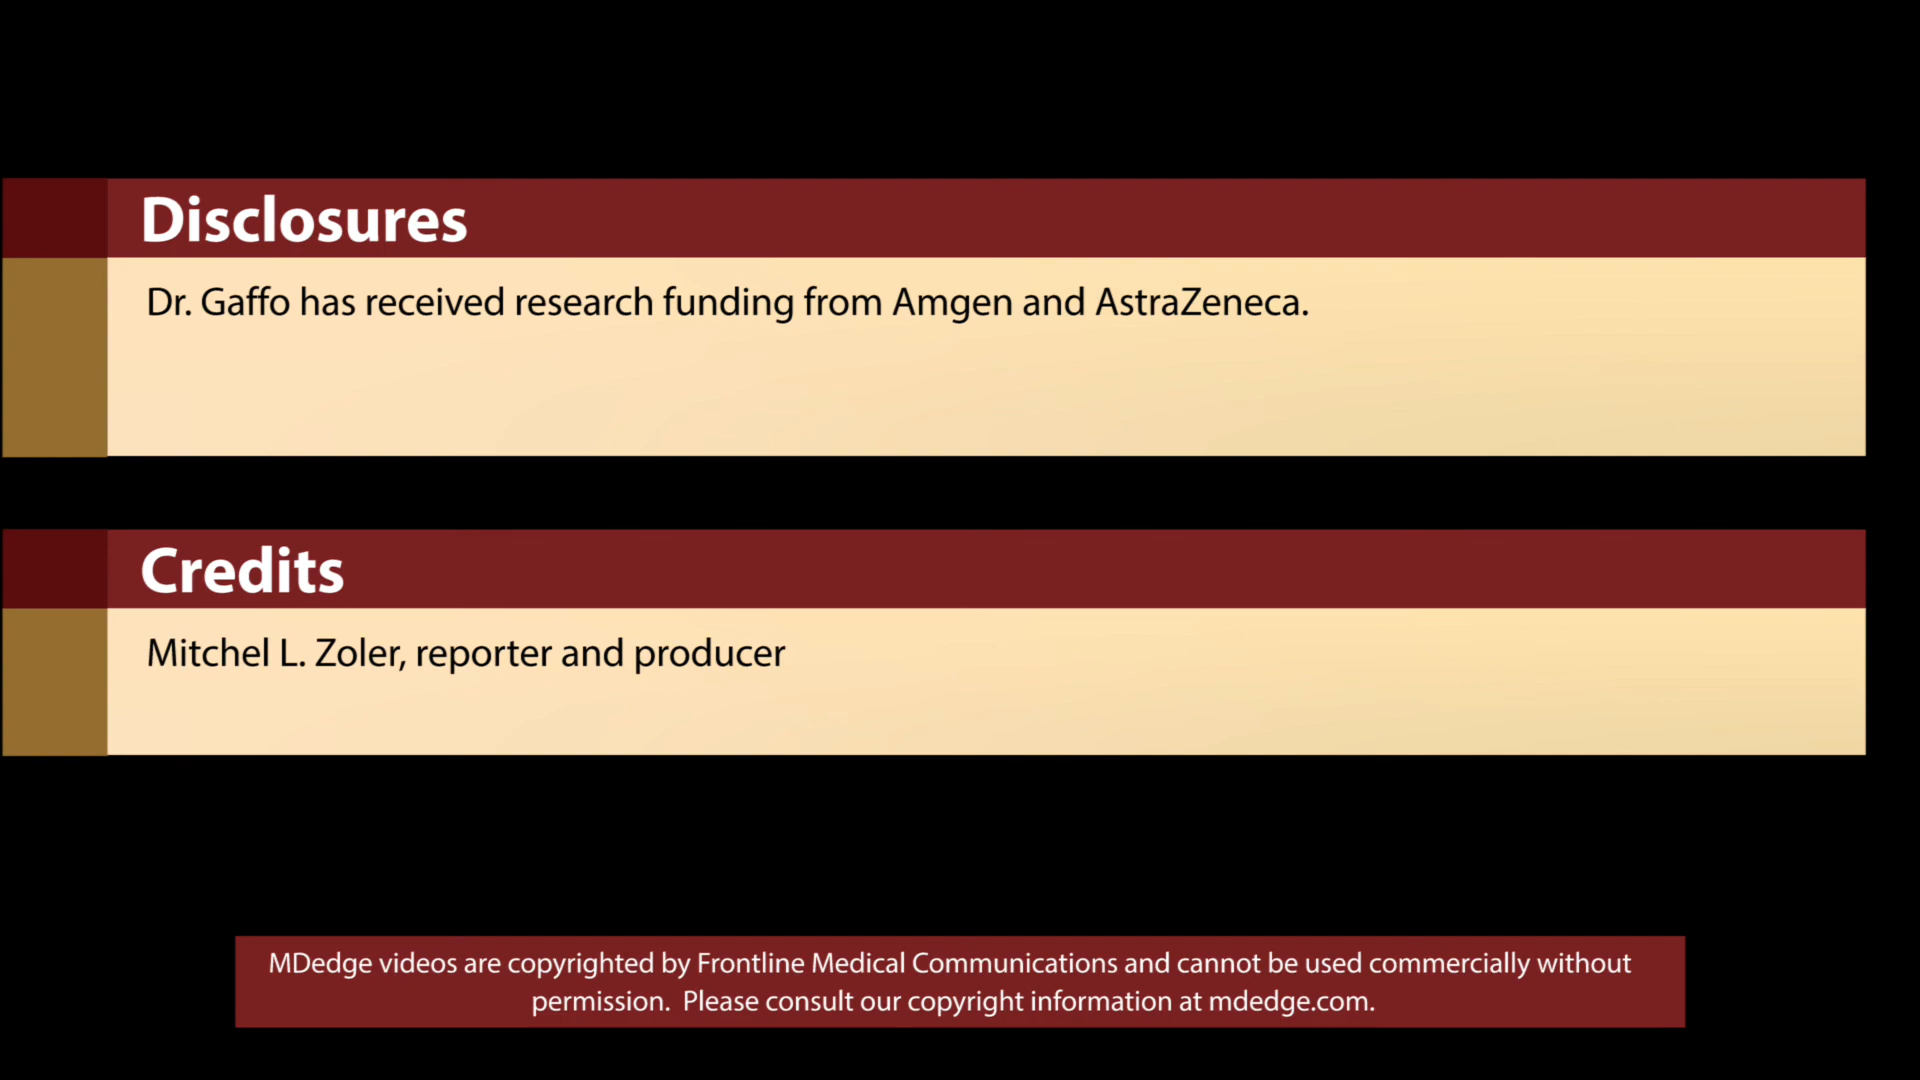 Disclosures
Dr. Gaffo has received research funding from Amgen and AstraZeneca.
Credits
Mitchel L. Zoler, reporter and producer
MDedge videos are copyrighted by Frontline Medical Communications and cannot be used commercially without
permission.  Please consult our copyright information at mdedge.com.